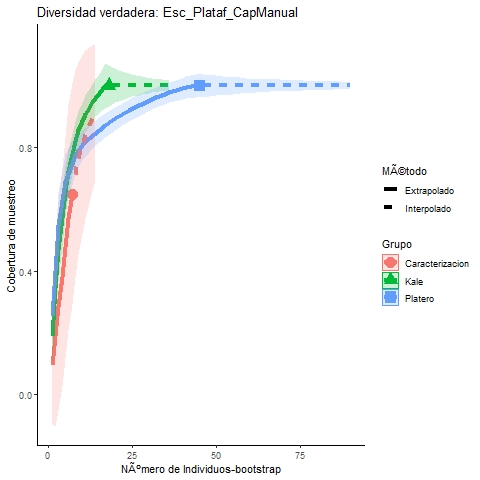 Diversidad verdadera: Esc_Plataf_CapManual
Cobertura de muestreo
0.8
0.4
0.0
0
25
50
75
NÃºmero de Individuos-bootstrap
MÃ©todo
Extrapolado
Interpolado
Grupo
Caracterizacion
Kale
Platero